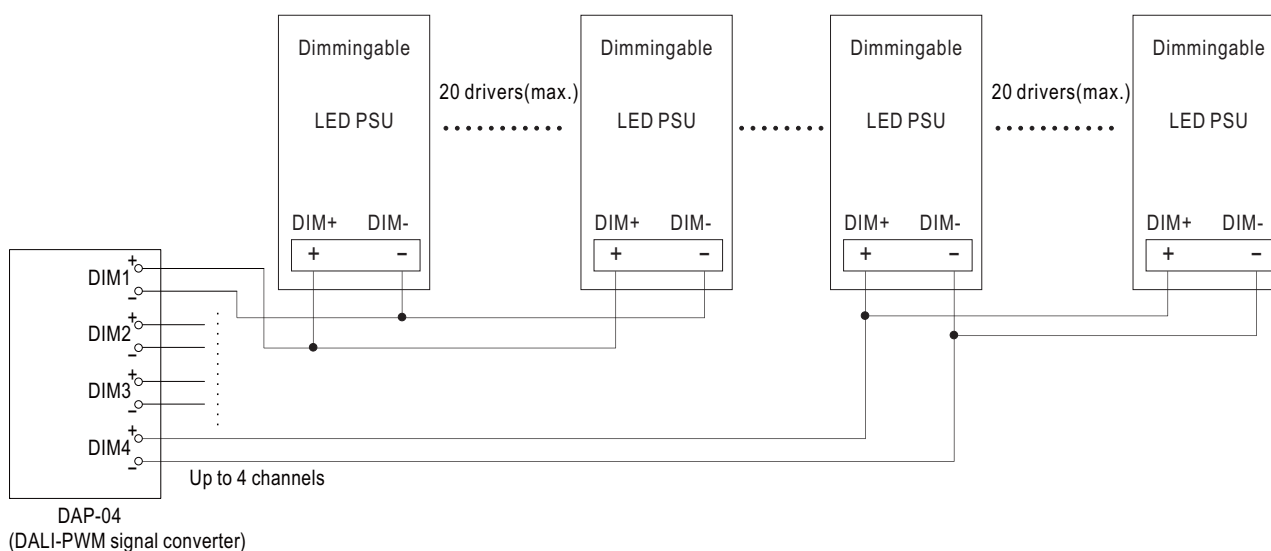 Dimmingable
LED PSU
DIM+ DIM-
+ −
20 drivers(max.)
Dimmingable
LED PSU
DIM+ DIM-
+ −
Dimmingable
LED PSU
DIM+ DIM-
+ −
20 drivers(max.)
Dimmingable
LED PSU
DIM+ DIM-
+ −
+
DIM1
−
+
DIM2
−
+
DIM3
−
+
DIM4
−
Up to 4 channels
DAP-04
(DALI-PWM signal converter)